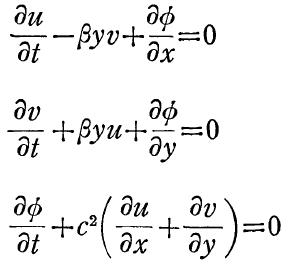 ∂u/∂t − βyv + ∂ϕ/∂x = 0
∂v/∂t + βyu + ∂ϕ/∂y = 0
∂ϕ/∂t + c²(∂u/∂x + ∂v/∂y) = 0